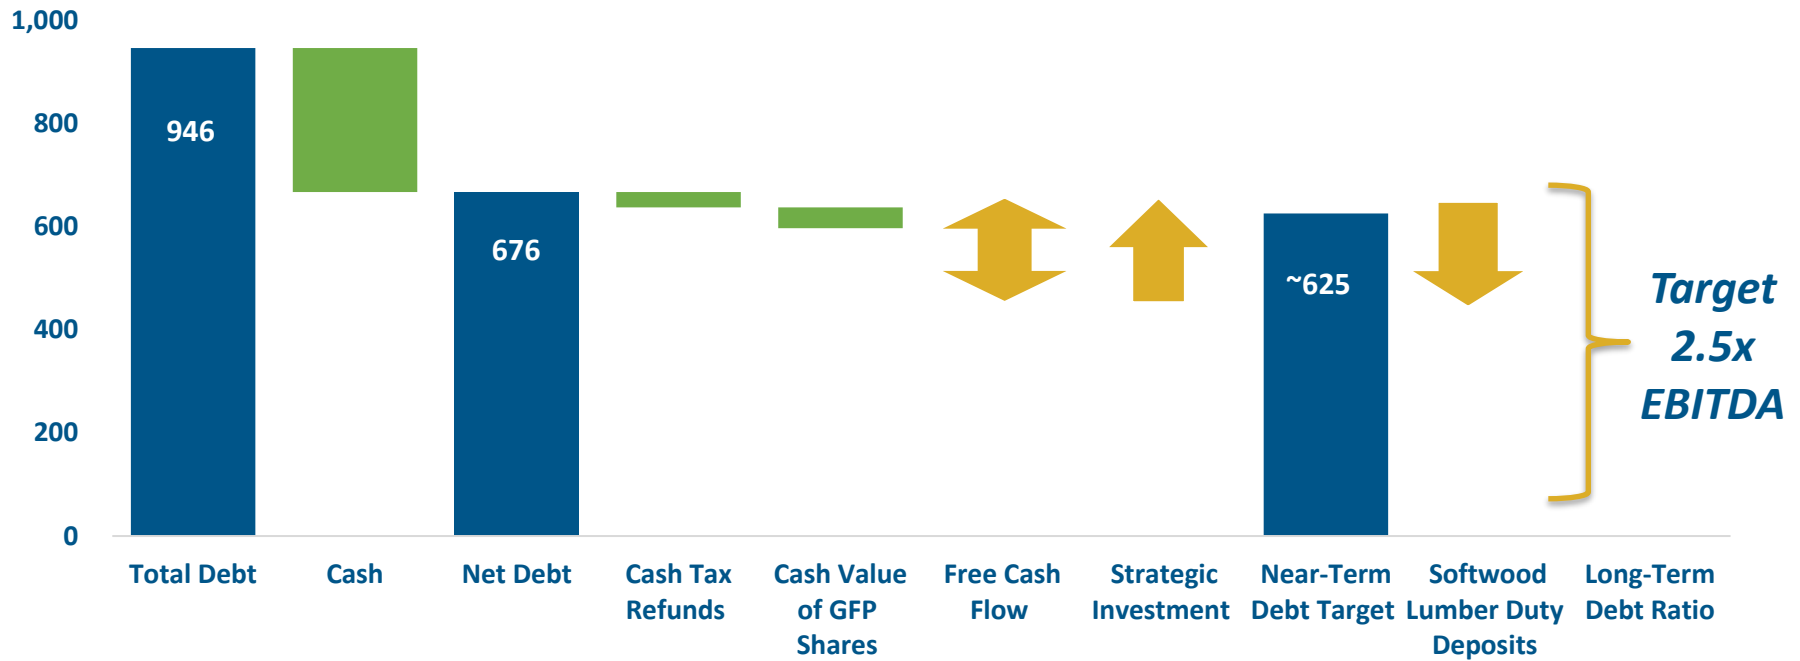 1,000
800
600
400
200
0
946
676
~625
Target
2.5x
EBITDA
Total Debt
Cash
Net Debt
Cash Tax
Refunds
Cash Value
of GFP
Shares
Free Cash
Flow
Strategic
Investment
Near-Term
Debt Target
Softwood
Lumber Duty
Deposits
Long-Term
Debt Ratio